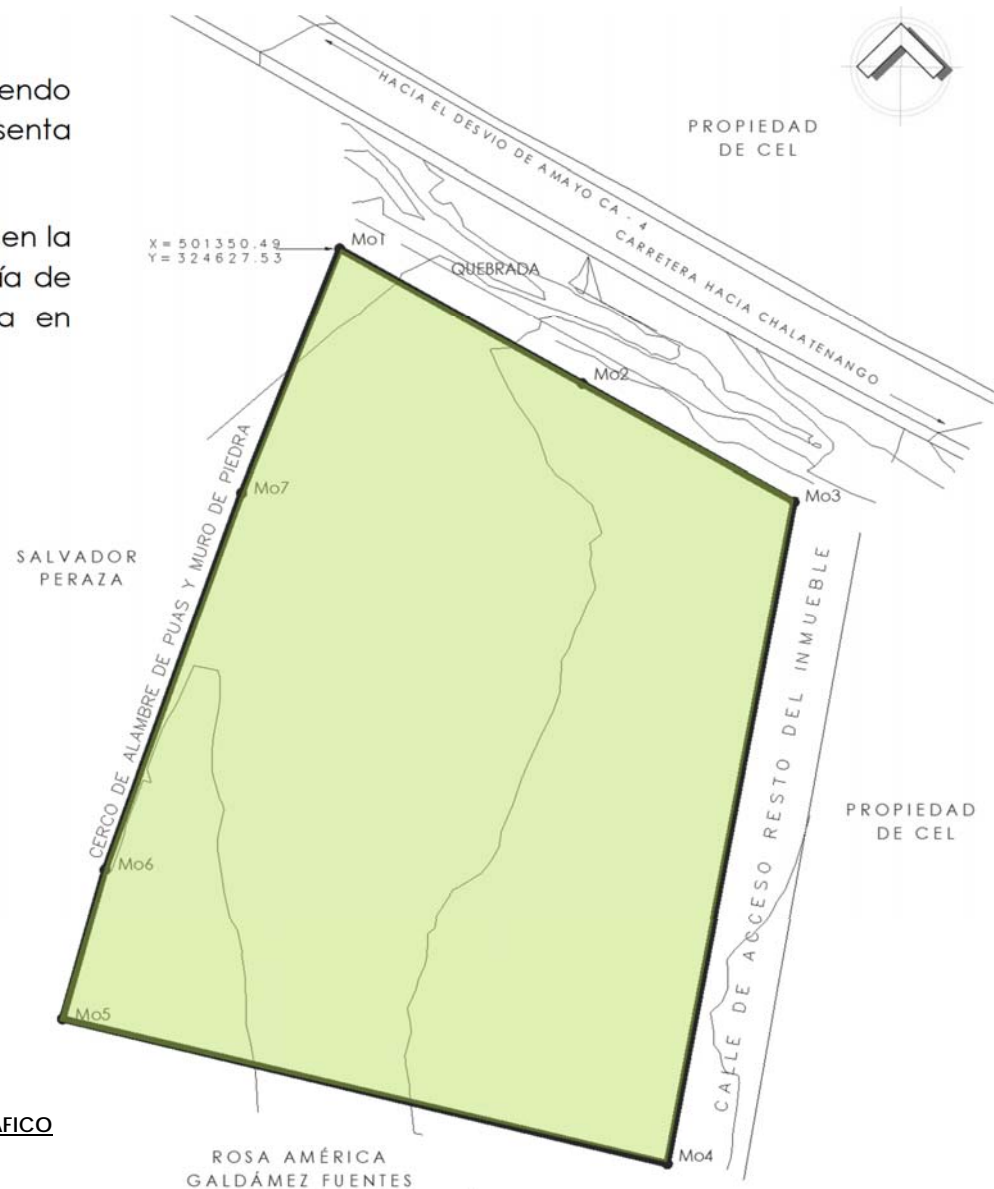 endo
senta
en la
ía de
a en
HACIA EL DESVIO DE AMAYO CA - 4
CARRETERA HACIA CHALATENANGO
PROPIEDAD
DE CEL
X = 501350.49
Y = 324627.53
Mo1
QUEBRADA
Mo2
Mo3
Mo7
SALVADOR
PERAZA
CERCO DE ALAMBRE DE PUAS Y MURO DE PIEDRA
CALLE DE ACCESO RESTO DEL INMUEBLE
PROPIEDAD
DE CEL
Mo6
Mo5
Mo4
ÁFICO
ROSA AMÉRICA
GALDÁMEZ FUENTES